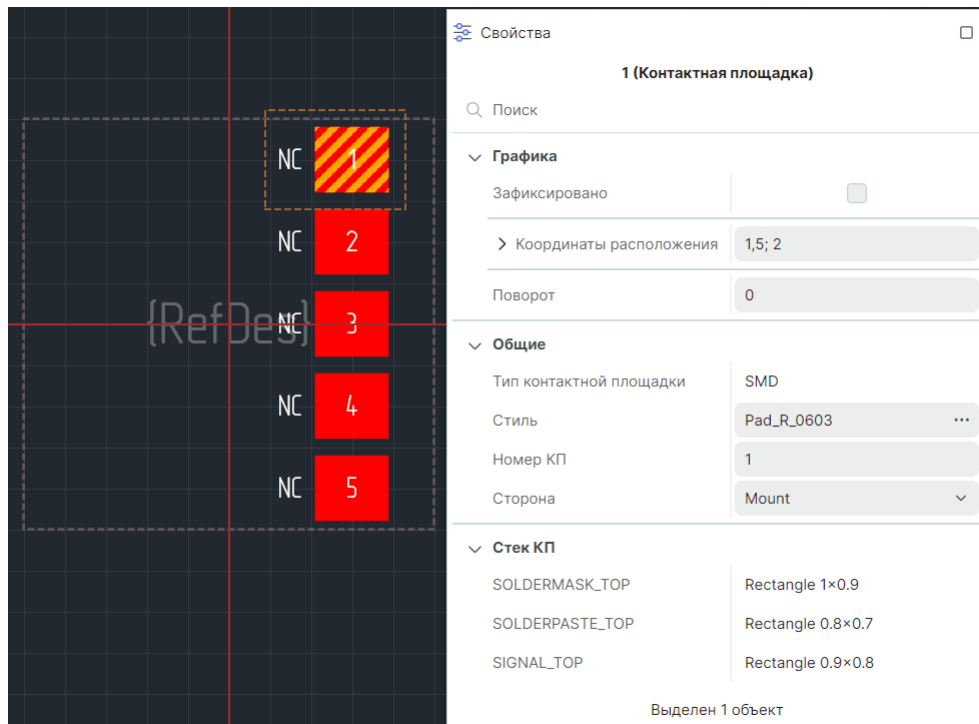 NC 1
NC 2
{RefDes} NC 3
NC 4
NC 5
Свойства
1 (Контактная площадка)
Поиск
Графика
Зафиксировано
Координаты расположения 1,5; 2
Поворот 0
Общие
Тип контактной площадки SMD
Стиль Pad_R_0603 ...
Номер КП 1
Сторона Mount
Стек КП
SOLDERMASK_TOP Rectangle 1×0.9
SOLDERPASTE_TOP Rectangle 0.8×0.7
SIGNAL_TOP Rectangle 0.9×0.8
Выделен 1 объект